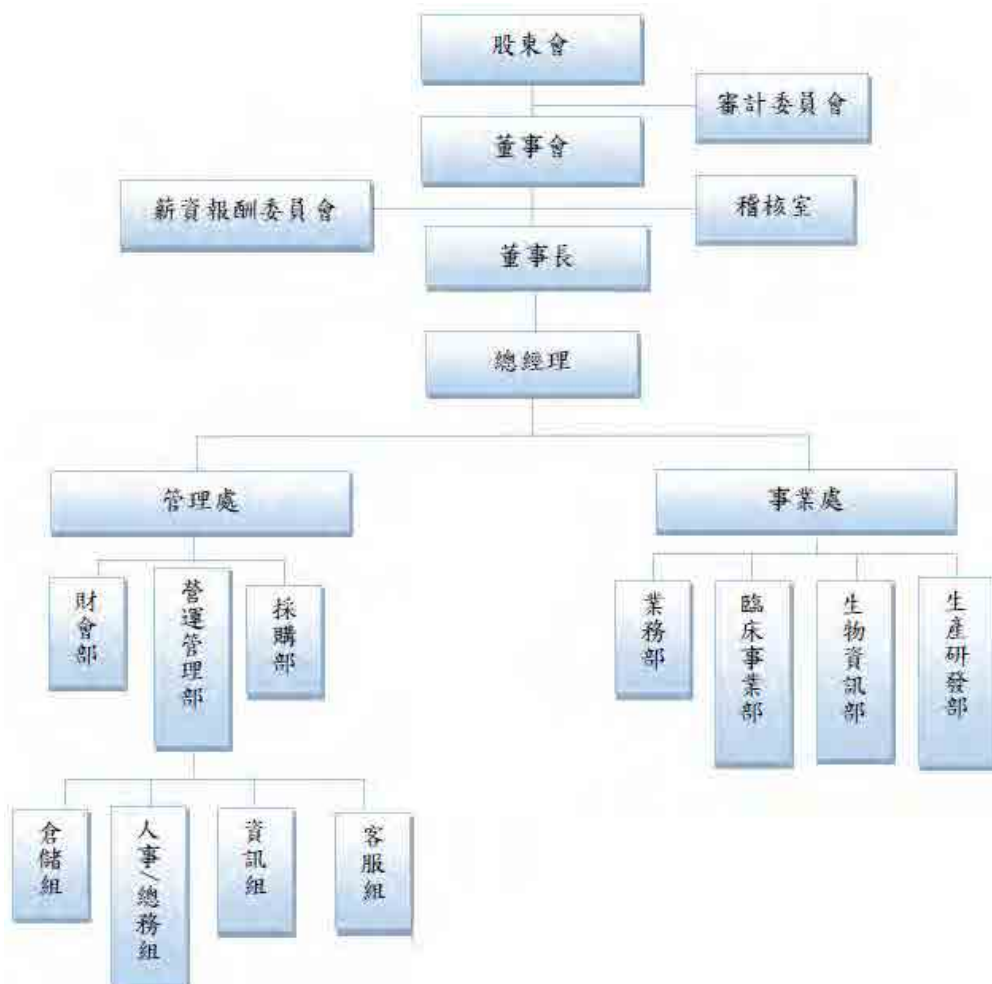 股東會
審計委員會
董事會
薪資報酬委員會
稽核室
董事長
總經理
管理處
事業處
財會部
營運管理部
採購部
業務部
臨床事業部
生物資訊部
生產研發部
倉儲組
人事/總務組
資訊組
客服組